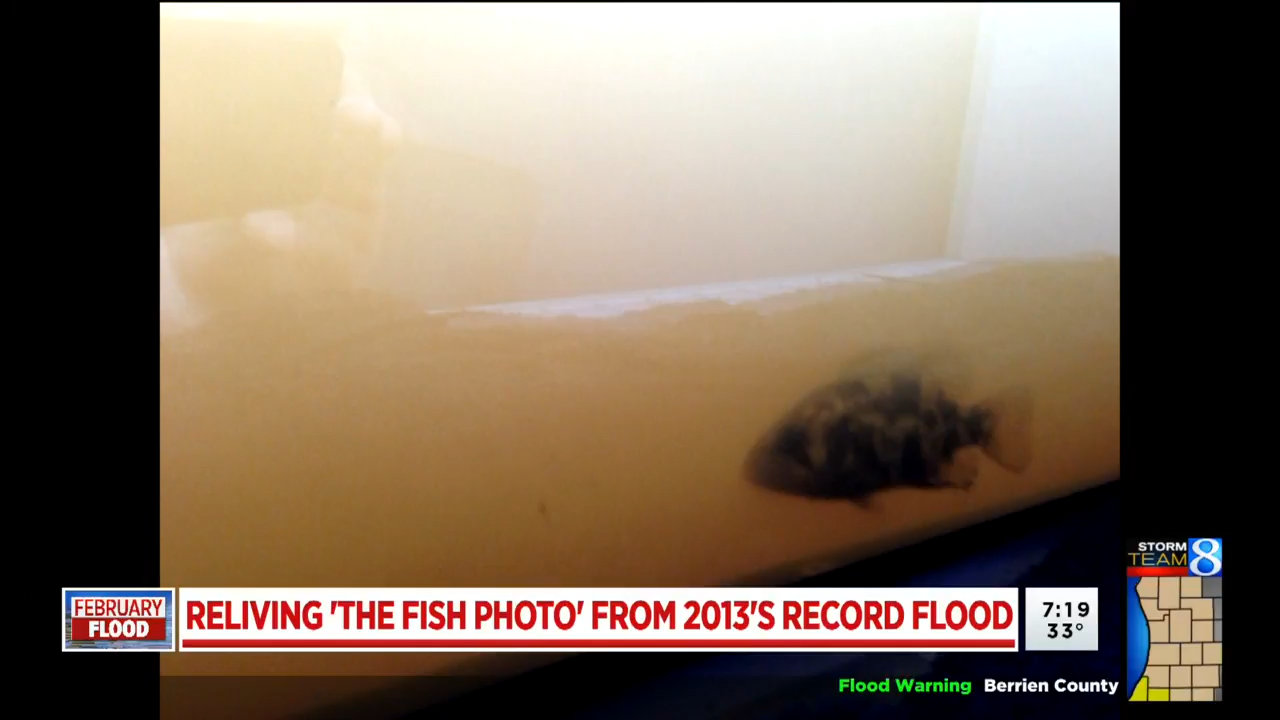 STORM
TEAM 8
FEBRUARY
FLOOD
RELIVING 'THE FISH PHOTO' FROM 2013'S RECORD FLOOD
7:19
33°
Flood Warning Berrien County